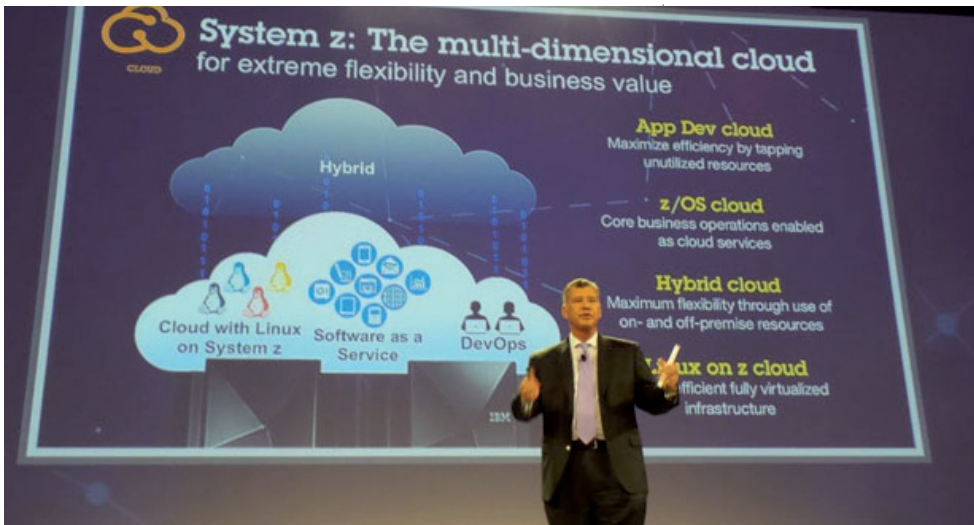 CLOUD
System z: The multi-dimensional cloud
for extreme flexibility and business value
Hybrid
Cloud with Linux
on System z
Software as a
Service
DevOps
IBM
App Dev cloud
Maximize efficiency by tapping
unutilized resources
z/OS cloud
Core business operations enabled
as cloud services
Hybrid cloud
Maximum flexibility through use of
on- and off-premise resources
on z cloud
efficient fully virtualized
infrastructure